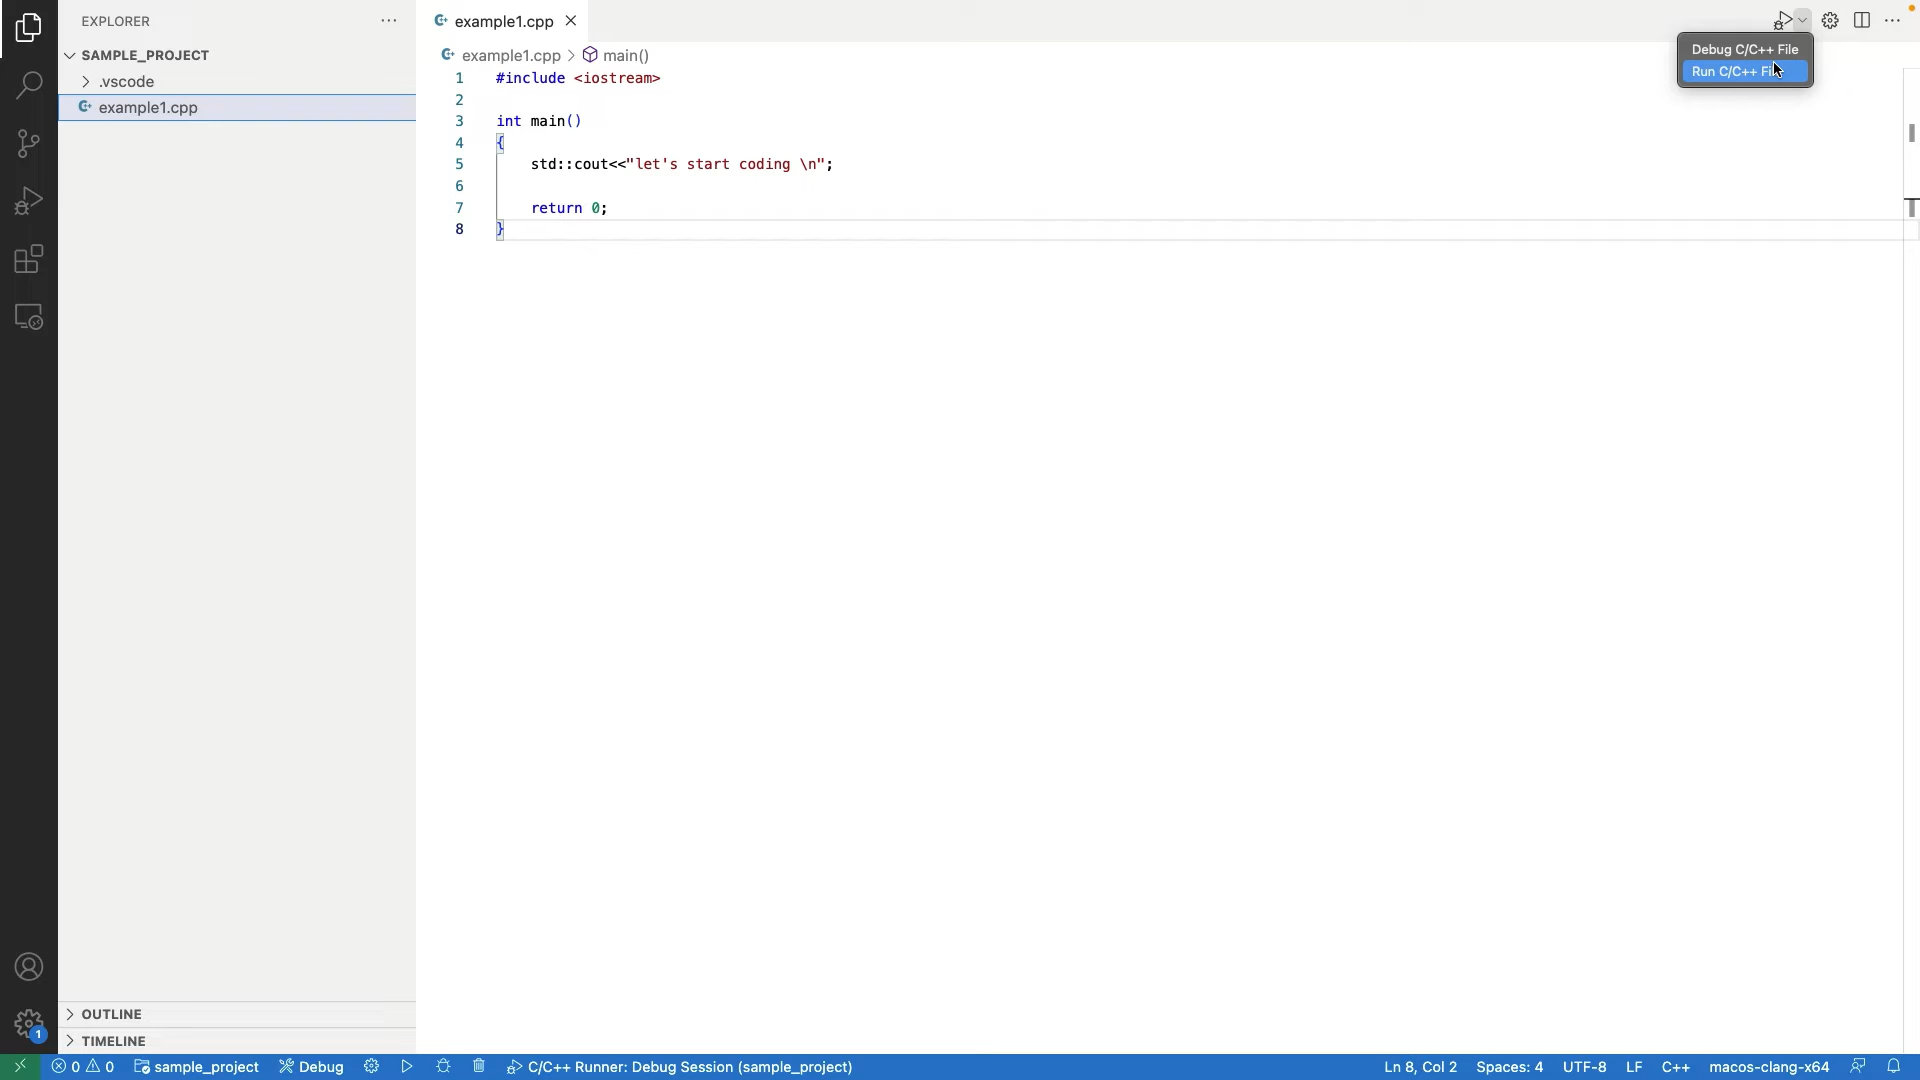 EXPLORER
SAMPLE_PROJECT
.vscode
example1.cpp
OUTLINE
TIMELINE
example1.cpp
example1.cpp > main()
1 #include <iostream>
2
3 int main()
4 {
5 std::cout<<"let's start coding \n";
6
7 return 0;
8 }
Debug C/C++ File
Run C/C++ File
1
0 0 sample_project Debug C/C++ Runner: Debug Session (sample_project) Ln 8, Col 2 Spaces: 4 UTF-8 LF C++ macos-clang-x64